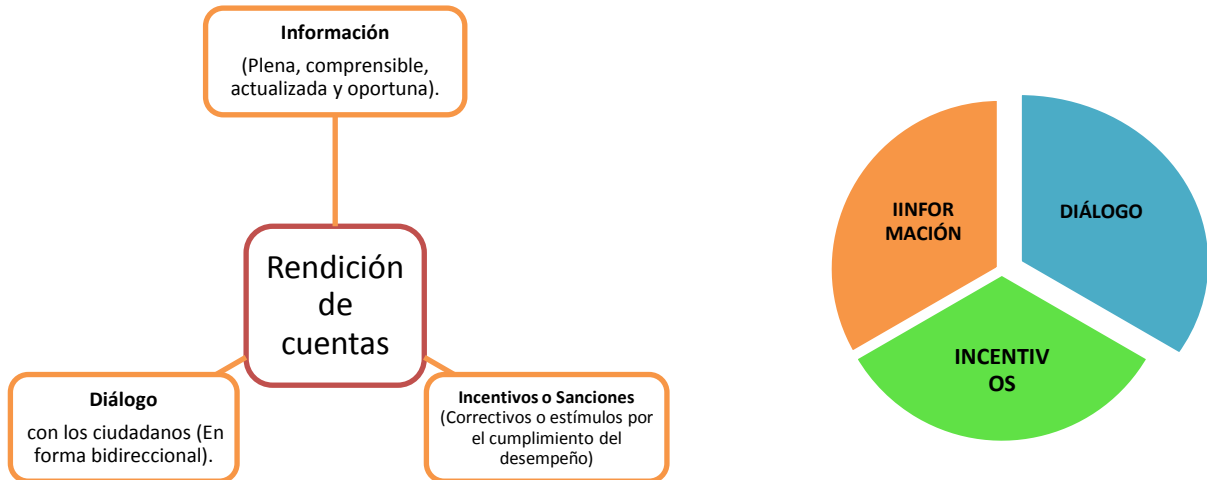 Información
(Plena, comprensible,
actualizada y oportuna).
Rendición
de
cuentas
Diálogo
con los ciudadanos (En
forma bidireccional).
Incentivos o Sanciones
(Correctivos o estímulos por
el cumplimiento del
desempeño)
IINFOR
MACIÓN
DIÁLOGO
INCENTIV
OS